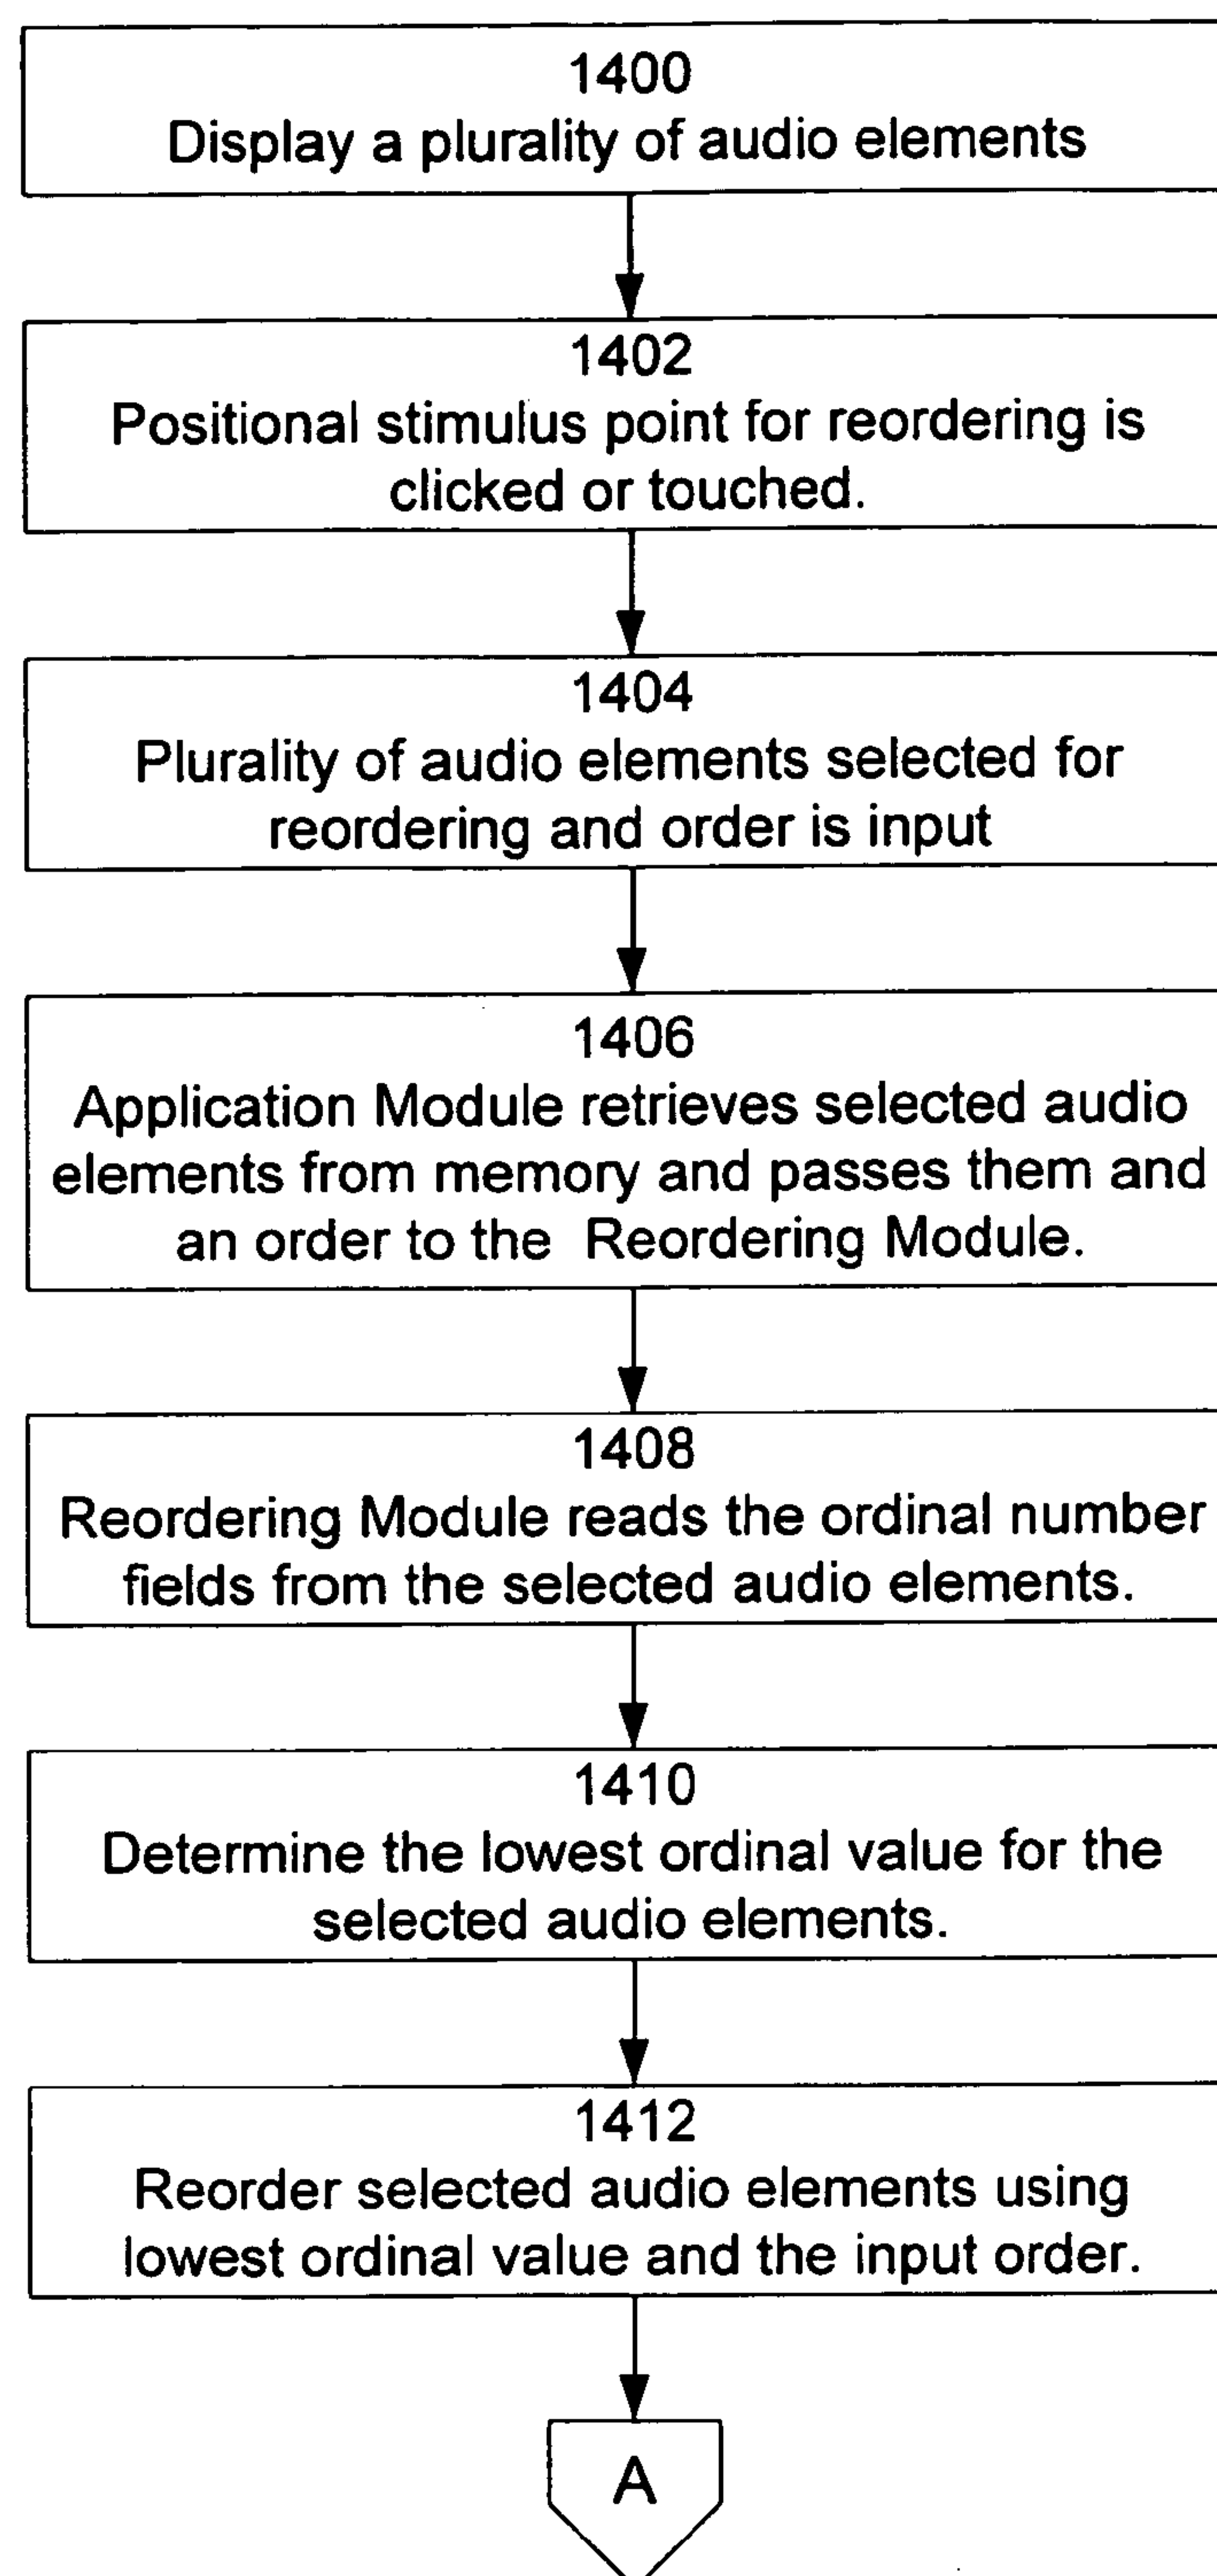 1400
Display a plurality of audio elements
1402
Positional stimulus point for reordering is
clicked or touched.
1404
Plurality of audio elements selected for
reordering and order is input
1406
Application Module retrieves selected audio
elements from memory and passes them and
an order to the Reordering Module.
1408
Reordering Module reads the ordinal number
fields from the selected audio elements.
1410
Determine the lowest ordinal value for the
selected audio elements.
1412
Reorder selected audio elements using
lowest ordinal value and the input order.
A